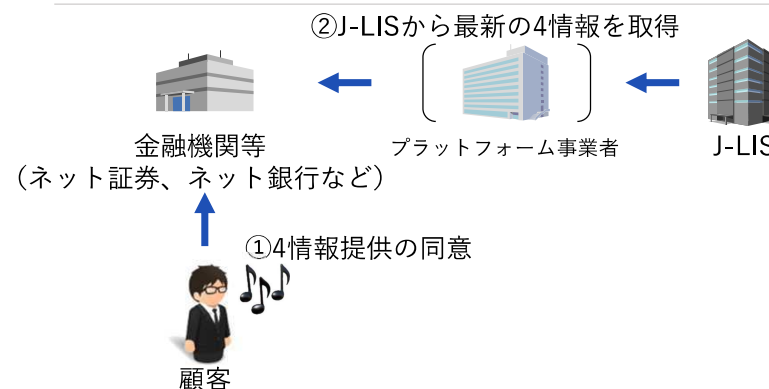 ②J-LISから最新の4情報を取得
金融機関等
(ネット証券、ネット銀行など)
プラットフォーム事業者
J-LIS
①4情報提供の同意
顧客